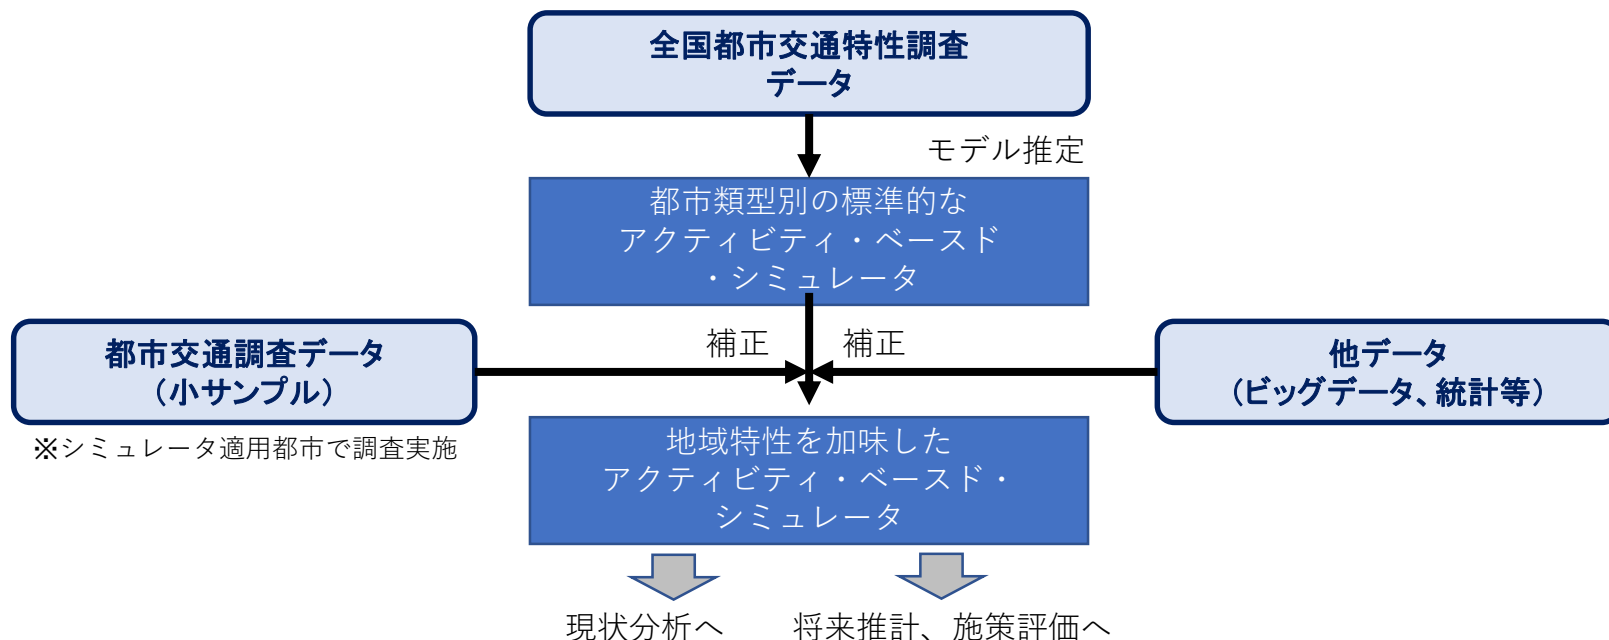 全国都市交通特性調査
データ
モデル推定
都市類型別の標準的な
アクティビティ・ベースド
・シミュレータ
補正
補正
都市交通調査データ
（小サンプル）
※シミュレータ適用都市で調査実施
他データ
（ビッグデータ、統計等）
地域特性を加味した
アクティビティ・ベースド・
シミュレータ
現状分析へ
将来推計、施策評価へ